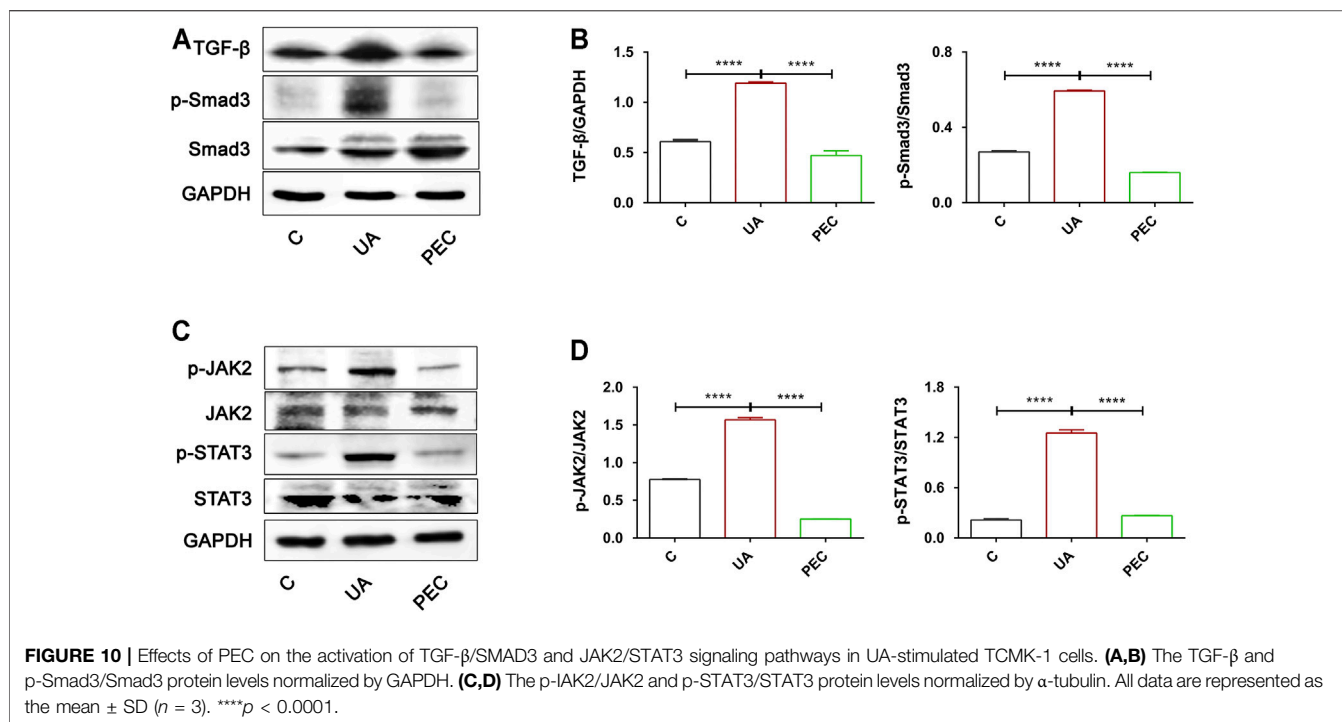 A
TGF-β
p-Smad3
Smad3
GAPDH
C UA PEC
B
TGF-β/GAPDH
1.5
1.0
0.5
0.0
**** ****
C UA PEC
p-Smad3/Smad3
0.9
0.6
0.3
0.0
**** ****
C UA PEC
C
p-JAK2
JAK2
p-STAT3
STAT3
GAPDH
C UA PEC
D
p-JAK2/JAK2
2.0
1.5
1.0
0.5
0.0
**** ****
C UA PEC
p-STAT3/STAT3
1.8
1.2
0.6
0.0
**** ****
C UA PEC
FIGURE 10 | Effects of PEC on the activation of TGF-β/SMAD3 and JAK2/STAT3 signaling pathways in UA-stimulated TCMK-1 cells. (A,B) The TGF-β and
p-Smad3/Smad3 protein levels normalized by GAPDH. (C,D) The p-IAK2/JAK2 and p-STAT3/STAT3 protein levels normalized by α-tubulin. All data are represented as
the mean ± SD (n = 3). ****p < 0.0001.